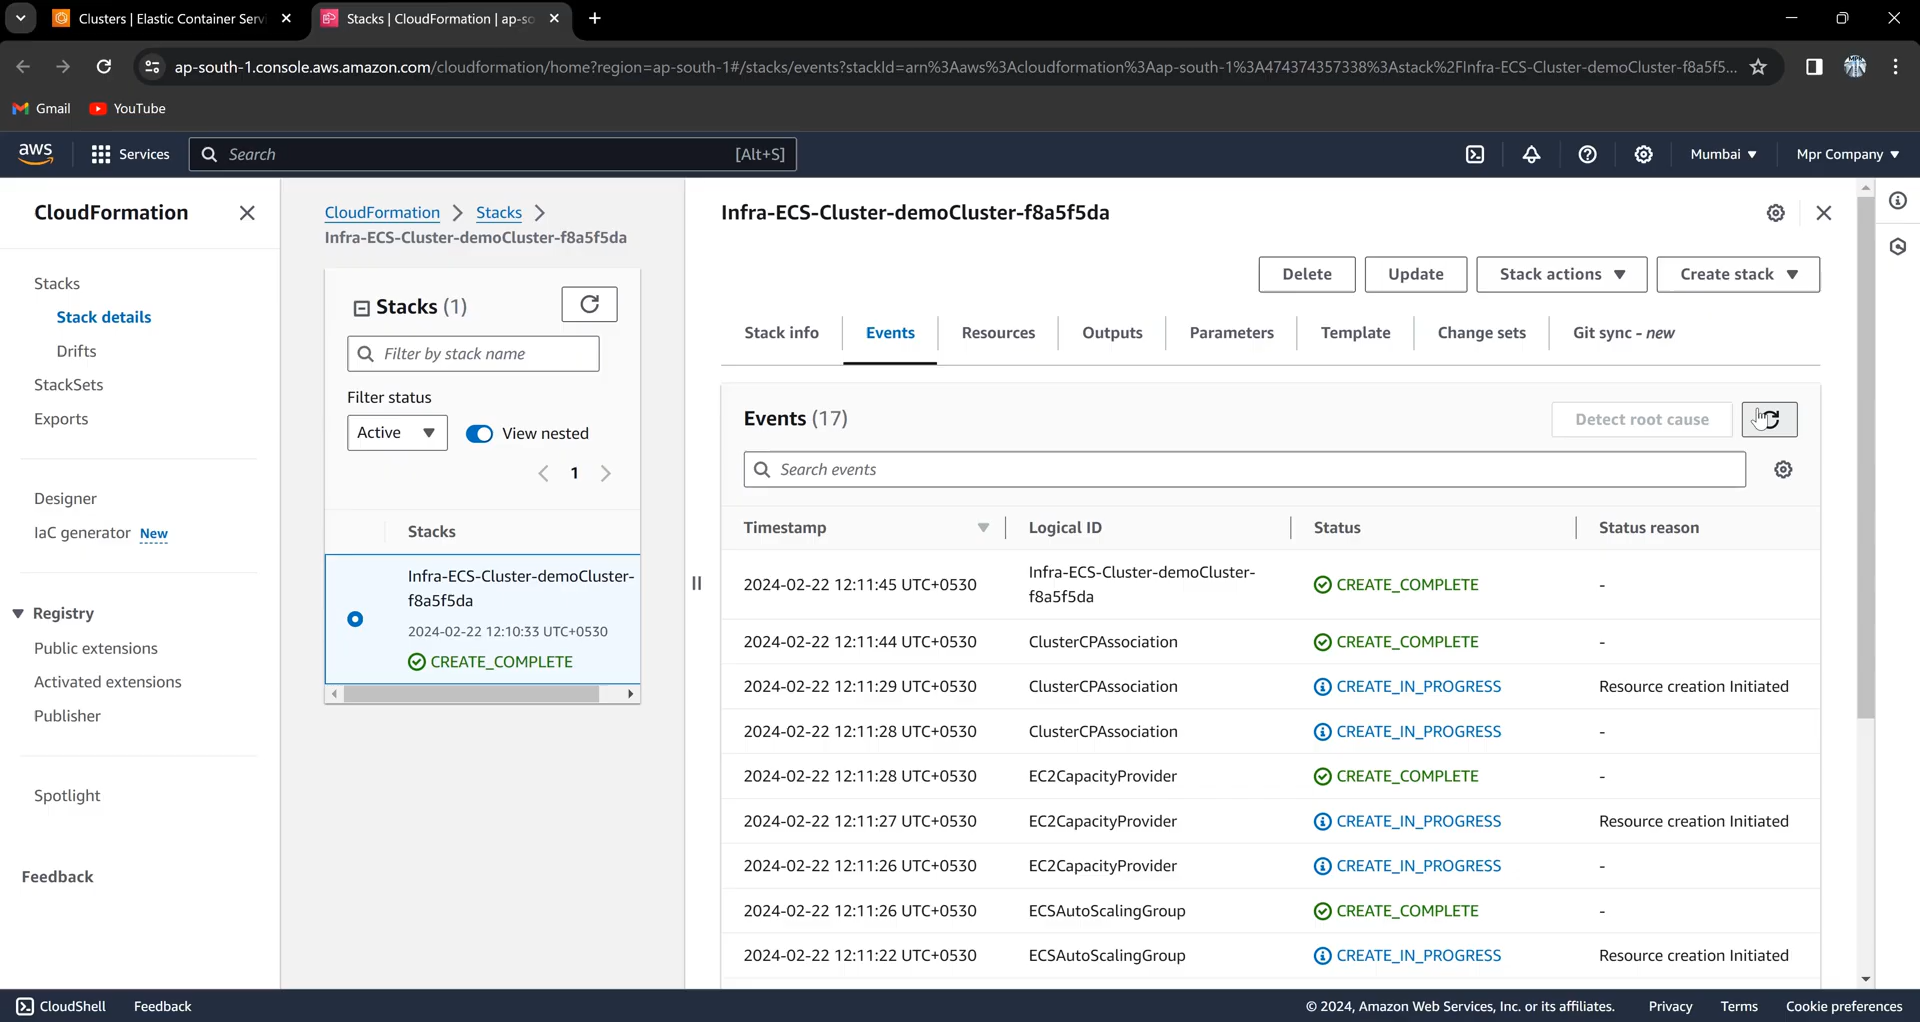 Clusters | Elastic Container Servi
Stacks | CloudFormation | ap-so
ap-south-1.console.aws.amazon.com/cloudformation/home?region=ap-south-1#/stacks/events?stackId=arn%3Aaws%3Acloudformation%3Aap-south-1%3A474374357338%3Astack%2FInfra-ECS-Cluster-demoCluster-f8a5f5...
Gmail
YouTube
aws
Services
Search
[Alt+S]
Mumbai
Mpr Company
CloudFormation
Stacks
Stack details
Drifts
StackSets
Exports
Designer
IaC generator New
Registry
Public extensions
Activated extensions
Publisher
Spotlight
Feedback
CloudFormation
Stacks
Infra-ECS-Cluster-demoCluster-f8a5f5da
Stacks (1)
Filter by stack name
Filter status
Active
View nested
1
Stacks
Infra-ECS-Cluster-demoCluster-
f8a5f5da
2024-02-22 12:10:33 UTC+0530
CREATE_COMPLETE
Infra-ECS-Cluster-demoCluster-f8a5f5da
Delete
Update
Stack actions
Create stack
Stack info
Events
Resources
Outputs
Parameters
Template
Change sets
Git sync - new
Events (17)
Detect root cause
Search events
Timestamp Logical ID Status Status reason
2024-02-22 12:11:45 UTC+0530 Infra-ECS-Cluster-demoCluster- CREATE_COMPLETE -
f8a5f5da
2024-02-22 12:11:44 UTC+0530 ClusterCPAssociation CREATE_COMPLETE -
2024-02-22 12:11:29 UTC+0530 ClusterCPAssociation CREATE_IN_PROGRESS Resource creation Initiated
2024-02-22 12:11:28 UTC+0530 ClusterCPAssociation CREATE_IN_PROGRESS -
2024-02-22 12:11:28 UTC+0530 EC2CapacityProvider CREATE_COMPLETE -
2024-02-22 12:11:27 UTC+0530 EC2CapacityProvider CREATE_IN_PROGRESS Resource creation Initiated
2024-02-22 12:11:26 UTC+0530 EC2CapacityProvider CREATE_IN_PROGRESS -
2024-02-22 12:11:26 UTC+0530 ECSAutoScalingGroup CREATE_COMPLETE -
2024-02-22 12:11:22 UTC+0530 ECSAutoScalingGroup CREATE_IN_PROGRESS Resource creation Initiated
CloudShell
Feedback
© 2024, Amazon Web Services, Inc. or its affiliates.
Privacy
Terms
Cookie preferences